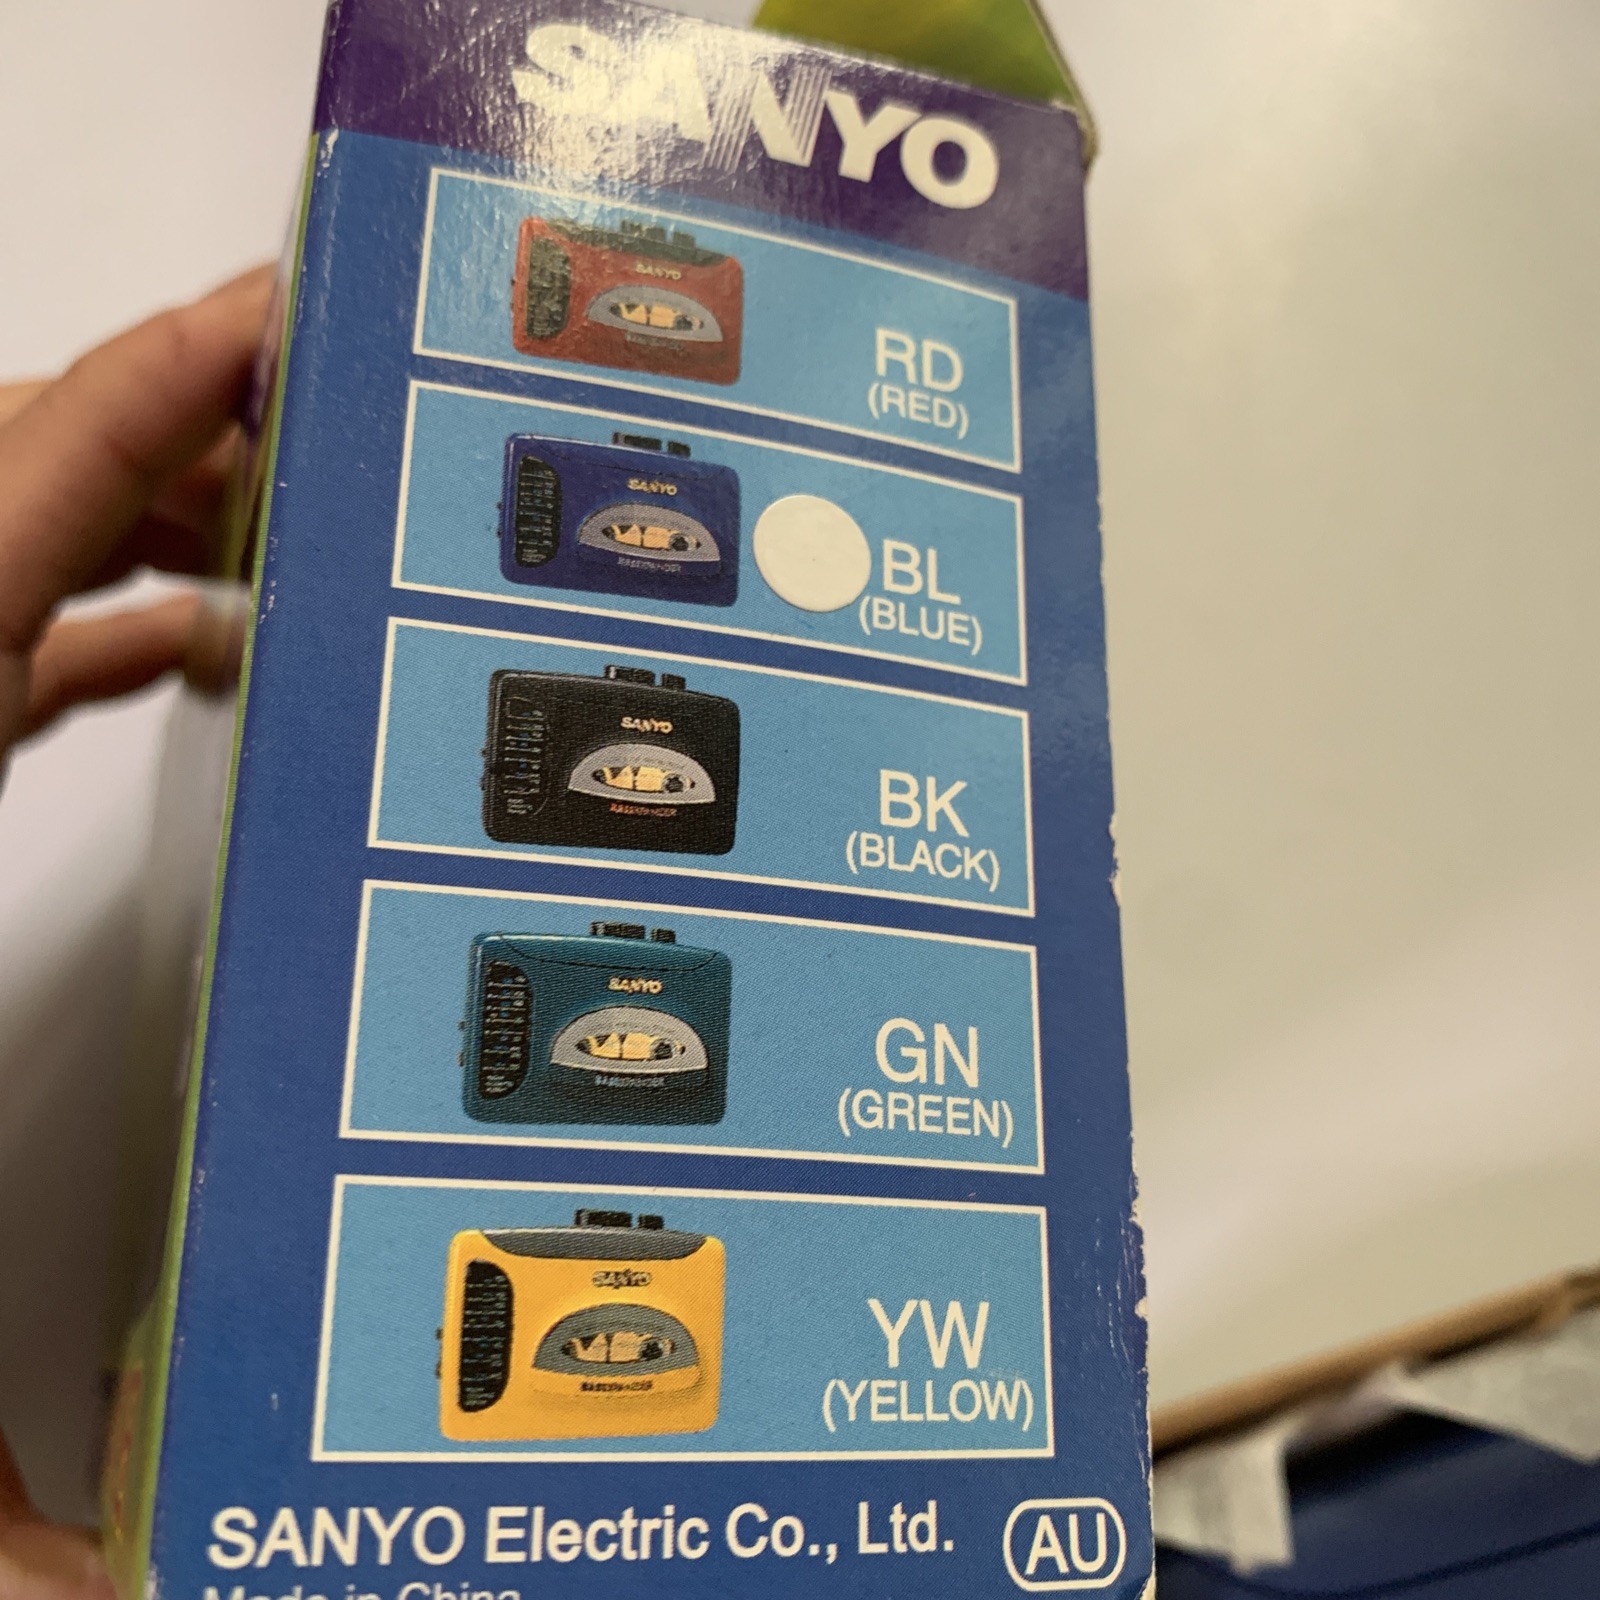 SANYO
SANYO
RD
(RED)
SANYO
BL
(BLUE)
SANYO
BK
(BLACK)
SANYO
GN
(GREEN)
SANYO
YW
(YELLOW)
SANYO Electric Co., Ltd.
AU
Made in China